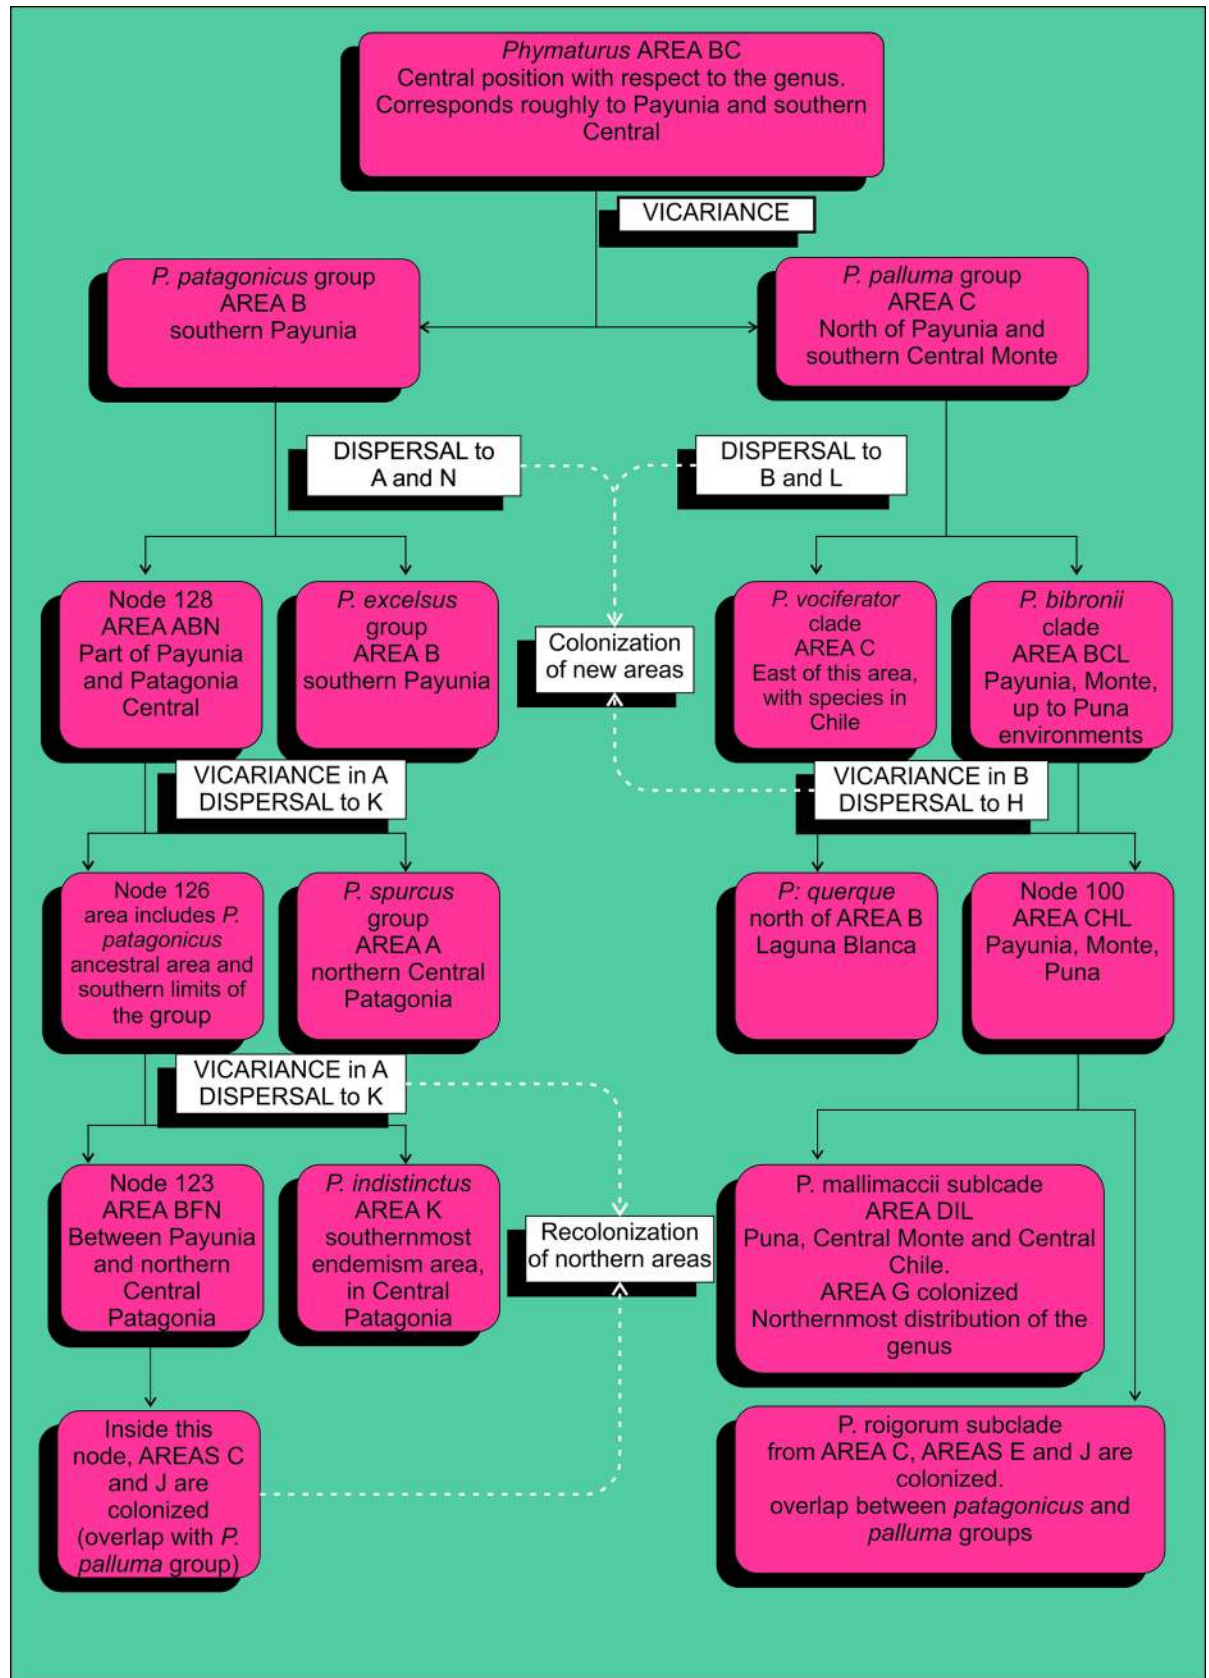 Phymaturus AREA BC
Central position with respect to the genus.
Corresponds roughly to Payunia and southern
Central
VICARIANCE
P. patagonicus group
AREA B
southern Payunia
P. palluma group
AREA C
North of Payunia and
southern Central Monte
DISPERSAL to
A and N
DISPERSAL to
B and L
Node 128
AREA ABN
Part of Payunia
and Patagonia
Central
P. excelsus
group
AREA B
southern Payunia
Colonization
of new areas
P. vociferator
clade
AREA C
East of this area,
with species in
Chile
P. bibronii
clade
AREA BCL
Payunia, Monte,
up to Puna
environments
VICARIANCE in A
DISPERSAL to K
VICARIANCE in B
DISPERSAL to H
Node 126
area includes P.
patagonicus
ancestral area and
southern limits of
the group
P. spurcus
group
AREA A
northern Central
Patagonia
P: querque
north of AREA B
Laguna Blanca
Node 100
AREA CHL
Payunia, Monte,
Puna
VICARIANCE in A
DISPERSAL to K
Node 123
AREA BFN
Between Payunia
and northern
Central
Patagonia
P. indistinctus
AREA K
southernmost
endemism area,
in Central
Patagonia
Recolonization
of northern areas
P. mallimaccii sublcade
AREA DIL
Puna, Central Monte and Central
Chile.
AREA G colonized
Northernmost distribution of the
genus
Inside this
node, AREAS C
and J are
colonized
(overlap with P.
palluma group)
P. roigorum subclade
from AREA C, AREAS E and J are
colonized.
overlap between patagonicus and
palluma groups